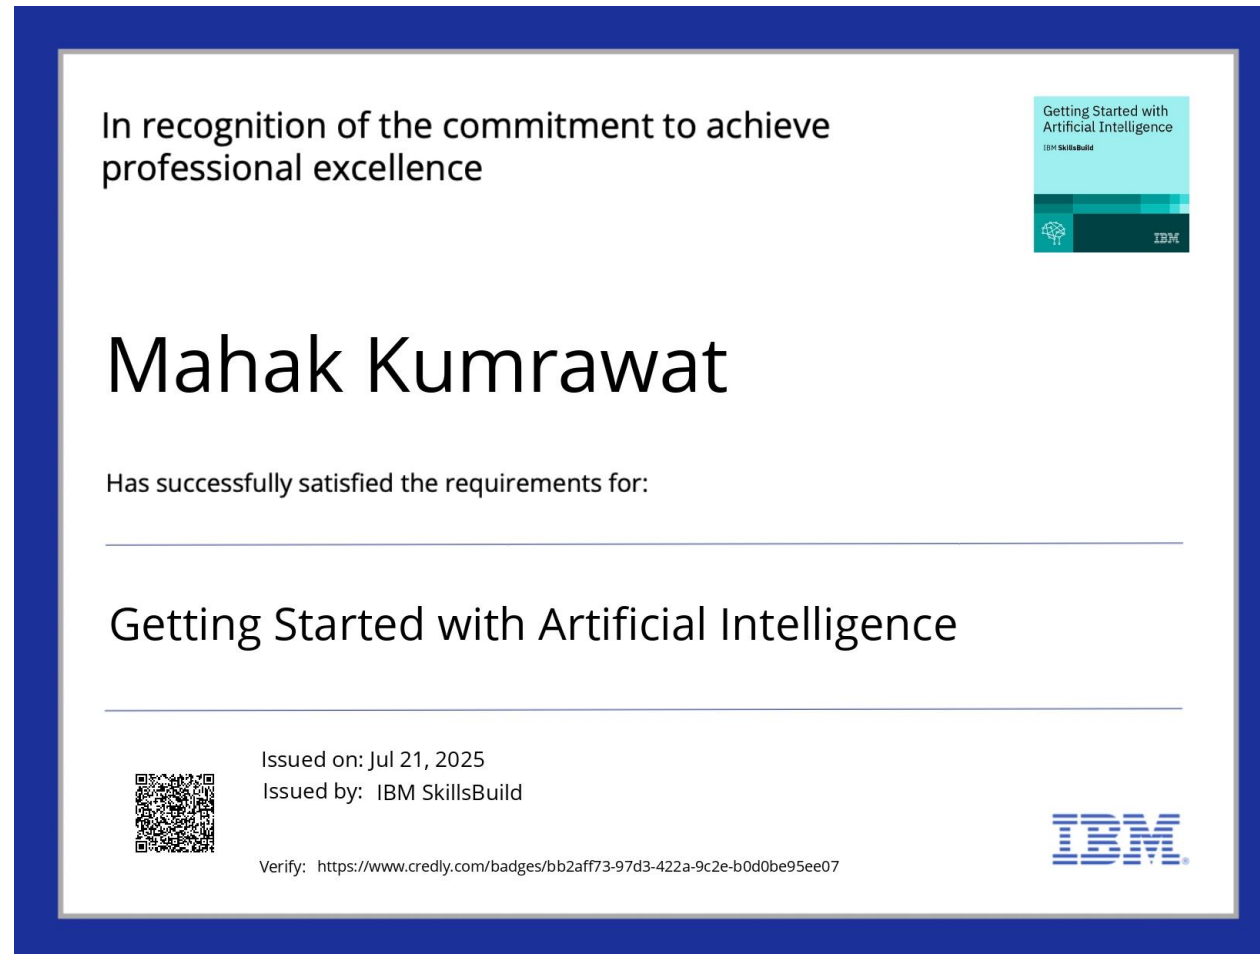 In recognition of the commitment to achieve
professional excellence
Getting Started with
Artificial Intelligence
IBM SkillsBuild
IBM
Mahak Kumrawat
Has successfully satisfied the requirements for:
Getting Started with Artificial Intelligence
Issued on: Jul 21, 2025
Issued by: IBM SkillsBuild
Verify: https://www.credly.com/badges/bb2aff73-97d3-422a-9c2e-b0d0be95ee07
IBM®